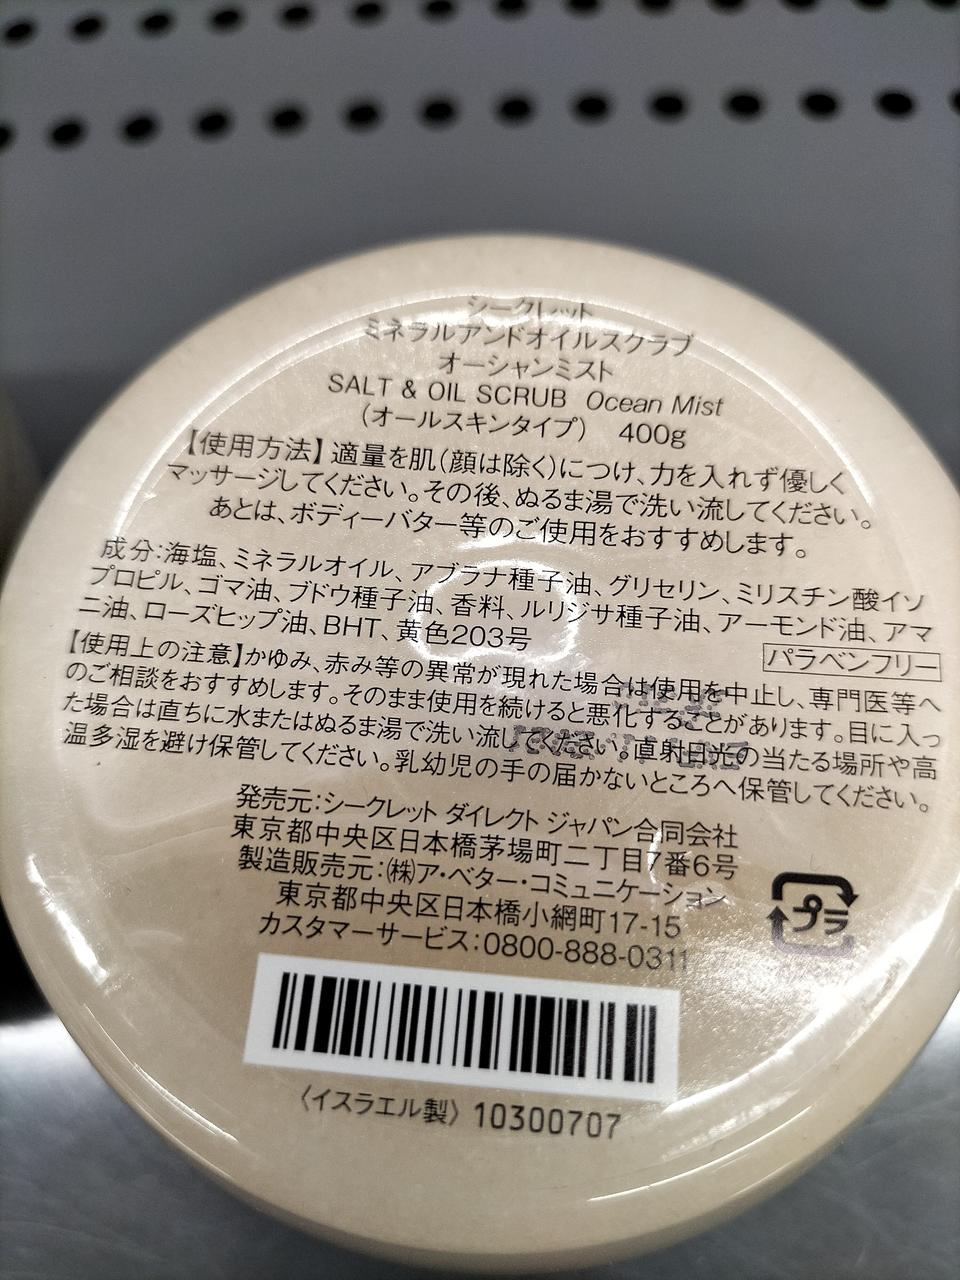 シークレット
ミネラルアンドオイルスクラブ
オーシャンミスト
SALT & OIL SCRUB Ocean Mist
(オールスキンタイプ) 400g
【使用方法】適量を肌(顔は除く)につけ、力を入れず優しく
マッサージしてください。その後、ぬるま湯で洗い流してください。
あとは、ボディーバター等のご使用をおすすめします。
成分:海塩、ミネラルオイル、アブラナ種子油、グリセリン、ミリスチン酸イソ
プロピル、ゴマ油、ブドウ種子油、香料、ルリジサ種子油、アーモンド油、アマ
ニ油、ローズヒップ油、BHT、黄色203号
パラベンフリー
【使用上の注意】かゆみ、赤み等の異常が現れた場合は使用を中止し、専門医等へ
のご相談をおすすめします。そのまま使用を続けると悪化することがあります。目に入っ
た場合は直ちに水またはぬるま湯で洗い流してください。直射日光の当たる場所や高
温多湿を避け保管してください。乳幼児の手の届かないところへ保管してください。
発売元:シークレット ダイレクト ジャパン合同会社
東京都中央区日本橋茅場町二丁目7番6号
製造販売元:(株)ア・ベター・コミュニケーション
東京都中央区日本橋小網町17-15
カスタマーサービス:0800-888-0311
プラ
〈イスラエル製〉10300707